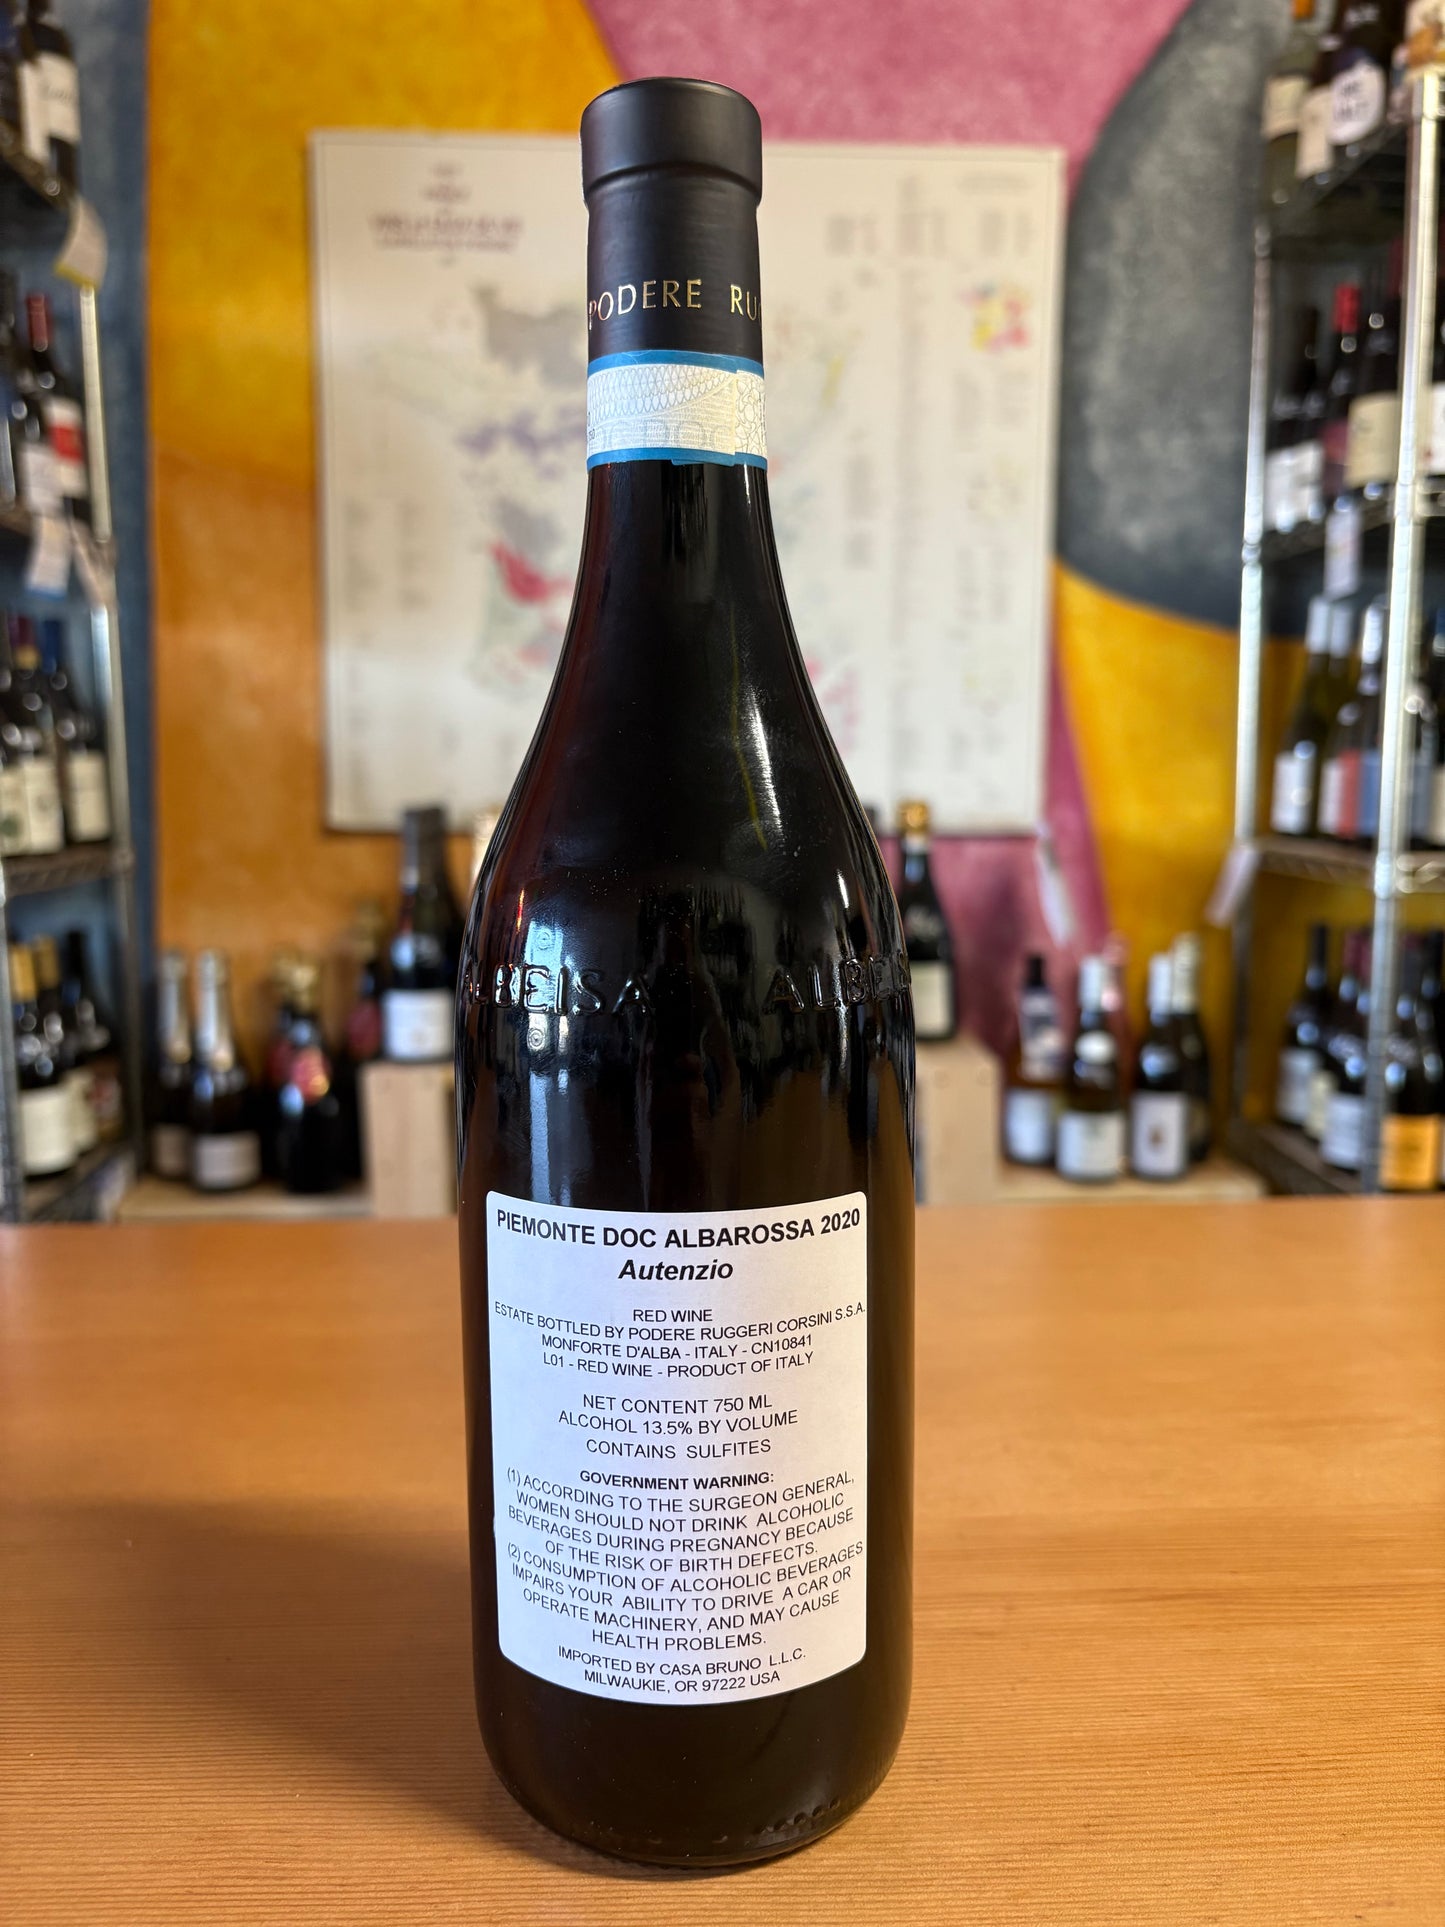 PODERE RUG
ALBEISA ALBEI
PIEMONTE DOC ALBAROSSA 2020
Autenzio
RED WINE
ESTATE BOTTLED BY PODERE RUGGERI CORSINI S.S.A.
MONFORTE D'ALBA - ITALY - CN10841
L01 - RED WINE - PRODUCT OF ITALY
NET CONTENT 750 ML
ALCOHOL 13.5% BY VOLUME
CONTAINS SULFITES
GOVERNMENT WARNING:
(1) ACCORDING TO THE SURGEON GENERAL,
WOMEN SHOULD NOT DRINK ALCOHOLIC
BEVERAGES DURING PREGNANCY BECAUSE
OF THE RISK OF BIRTH DEFECTS.
(2) CONSUMPTION OF ALCOHOLIC BEVERAGES
IMPAIRS YOUR ABILITY TO DRIVE A CAR OR
OPERATE MACHINERY, AND MAY CAUSE
HEALTH PROBLEMS.
IMPORTED BY CASA BRUNO L.L.C.
MILWAUKIE, OR 97222 USA